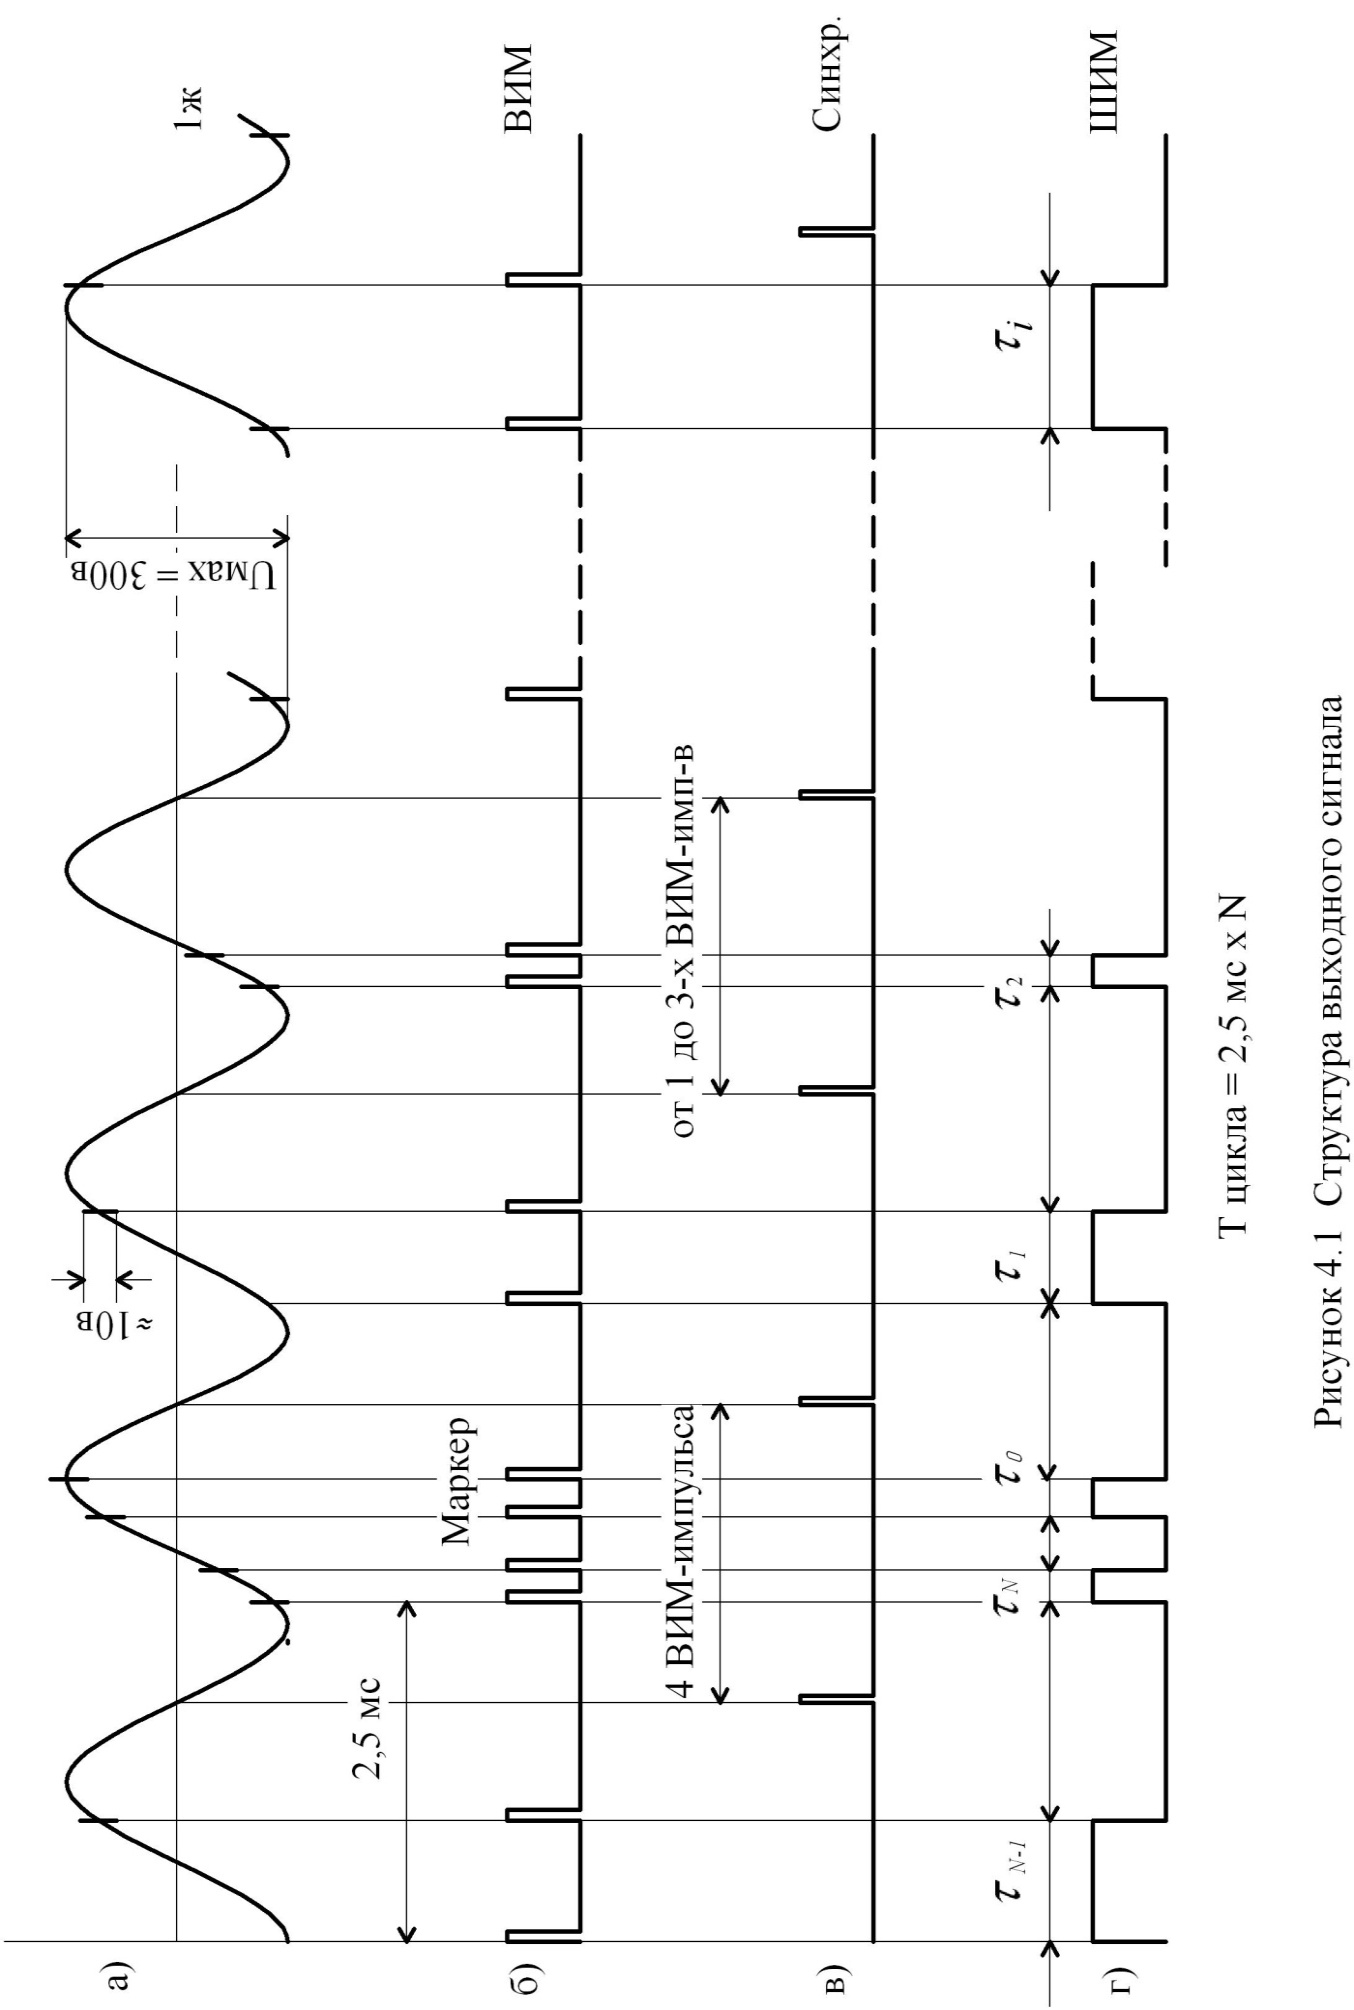 а)
1ж
Uмах = 300в
≈10в
б)
ВИМ
2,5 мс
Маркер
в)
Синхр.
4 ВИМ-импульса
от 1 до 3-х ВИМ-имп-в
г)
ШИМ
τN-1
τN
τ0
τ1
τ2
τi
Т цикла = 2,5 мс х N
Рисунок 4.1 Структура выходного сигнала